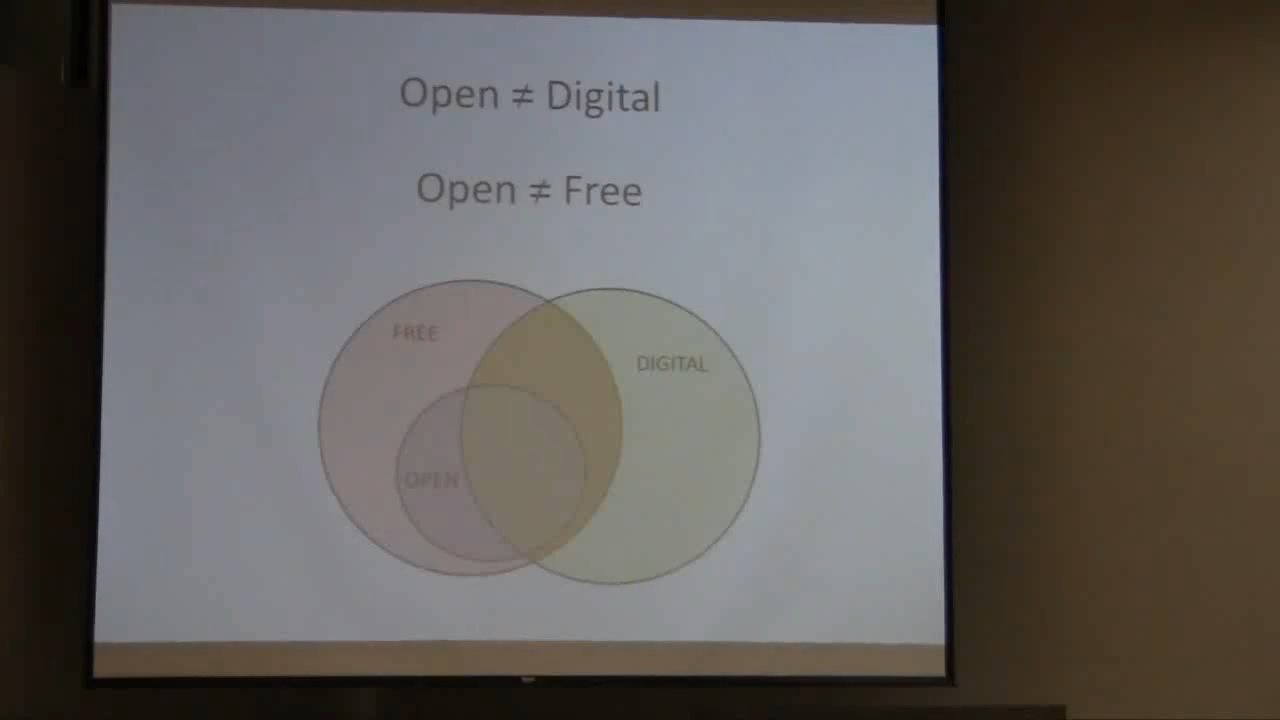 Open ≠ Digital
Open ≠ Free
FREE
DIGITAL
OPEN